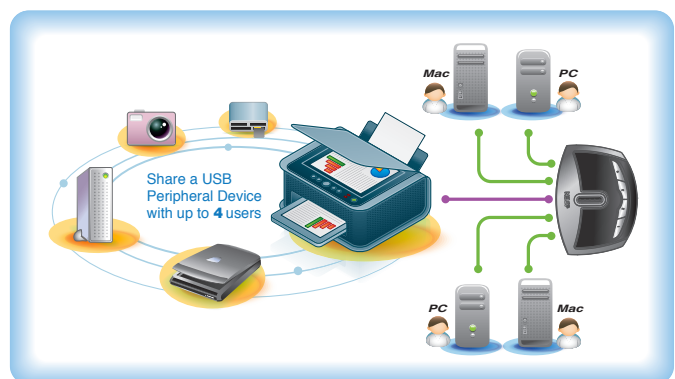 Mac
PC
Share a USB
Peripheral Device
with up to 4 users
PC
Mac